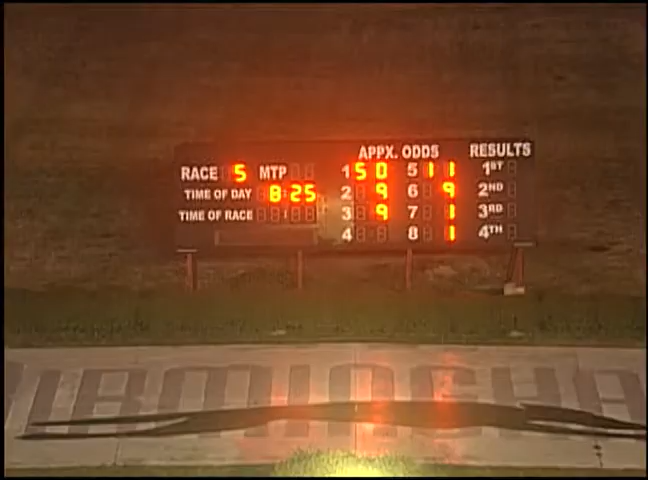 APPX. ODDS RESULTS
RACE 5 MTP 1 50 5 11 1ST
TIME OF DAY 8:25 2 9 6 9 2ND
TIME OF RACE 3 9 7 1 3RD
4 8 1 4TH